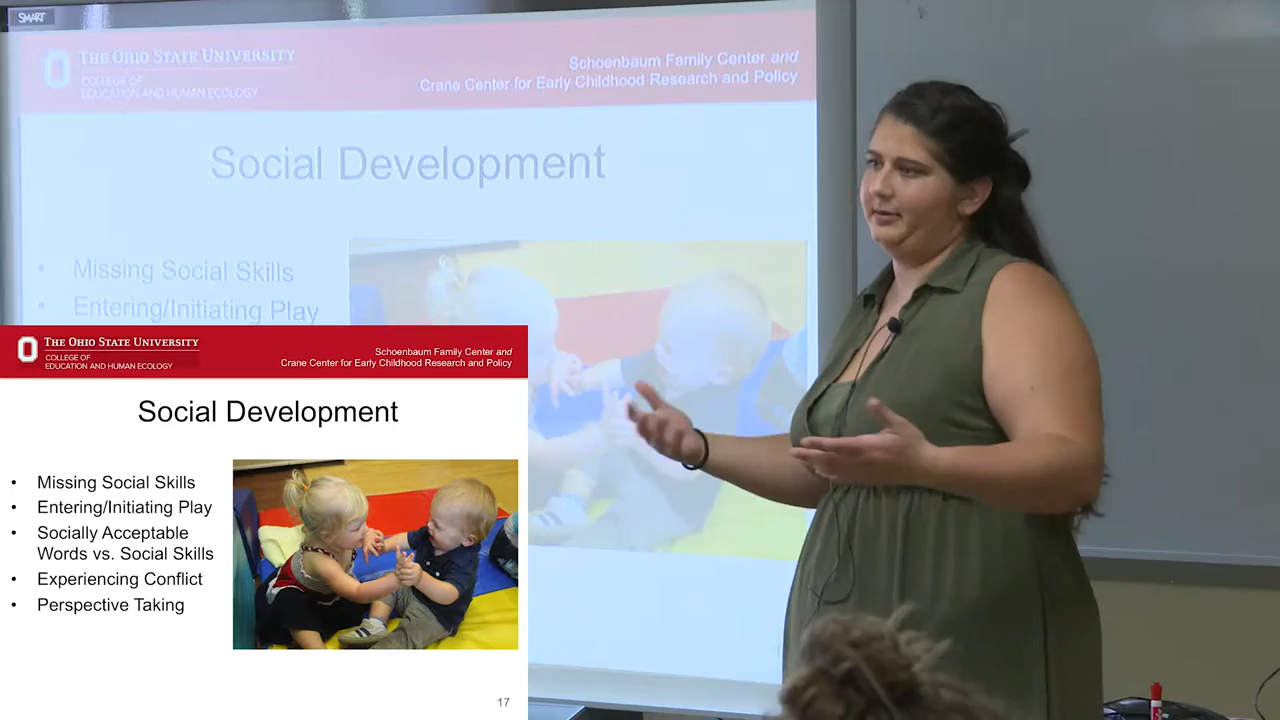 SMART
THE OHIO STATE UNIVERSITY
COLLEGE OF
EDUCATION AND HUMAN ECOLOGY
Schoenbaum Family Center and
Crane Center for Early Childhood Research and Policy
Social Development
• Missing Social Skills
• Entering/Initiating Play
THE OHIO STATE UNIVERSITY
COLLEGE OF
EDUCATION AND HUMAN ECOLOGY
Schoenbaum Family Center and
Crane Center for Early Childhood Research and Policy
Social Development
• Missing Social Skills
• Entering/Initiating Play
• Socially Acceptable
Words vs. Social Skills
• Experiencing Conflict
• Perspective Taking
17